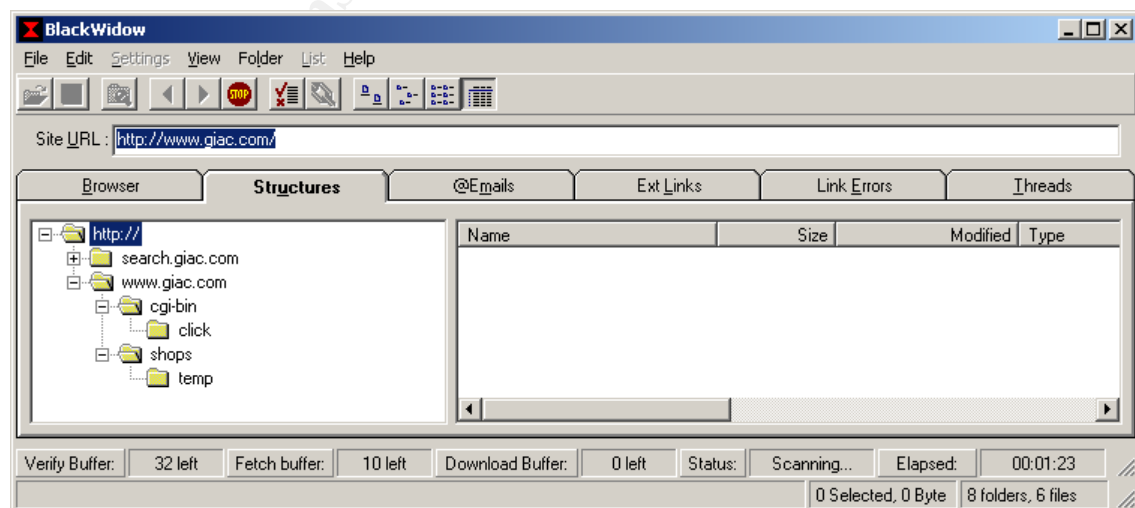 BlackWidow
File Edit Settings View Folder List Help
STOP
Site URL : http://www.giac.com/
Browser Structures @Emails Ext Links Link Errors Threads
http://
search.giac.com
www.giac.com
cgi-bin
click
shops
temp
Name Size Modified Type
Verify Buffer: 32 left Fetch buffer: 10 left Download Buffer: 0 left Status: Scanning... Elapsed: 00:01:23
0 Selected, 0 Byte 8 folders, 6 files